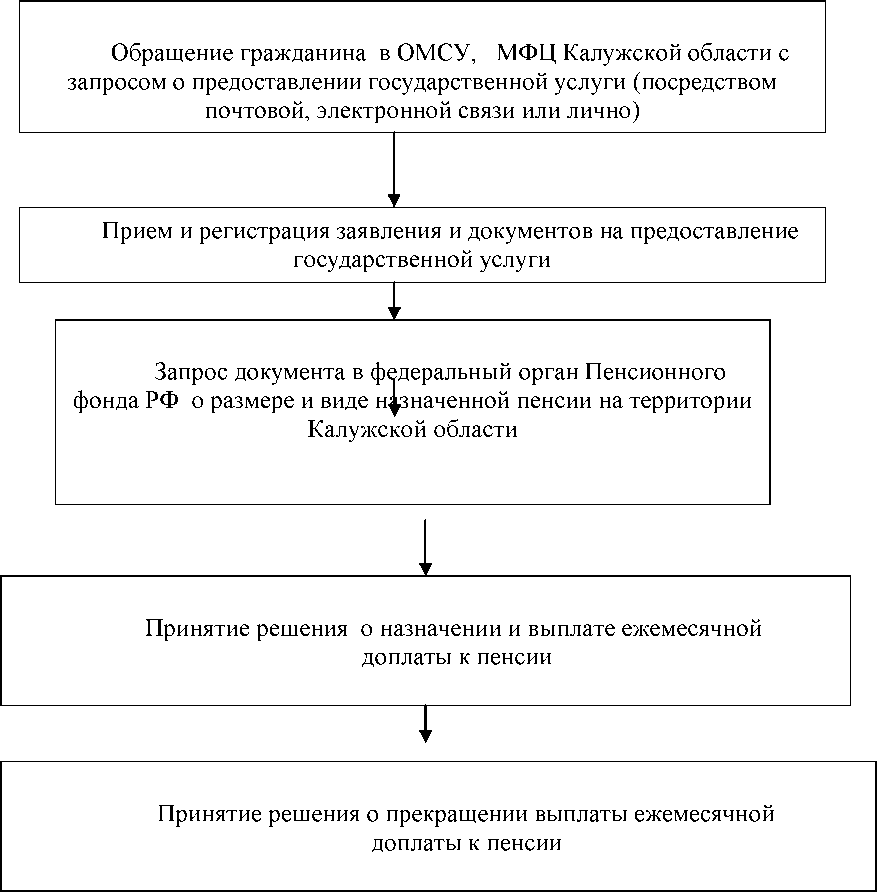 Обращение гражданина в ОМСУ, МФЦ Калужской области с
запросом о предоставлении государственной услуги (посредством
почтовой, электронной связи или лично)
Прием и регистрация заявления и документов на предоставление
государственной услуги
Запрос документа в федеральный орган Пенсионного
фонда РФ о размере и виде назначенной пенсии на территории
Калужской области
Принятие решения о назначении и выплате ежемесячной
доплаты к пенсии
Принятие решения о прекращении выплаты ежемесячной
доплаты к пенсии